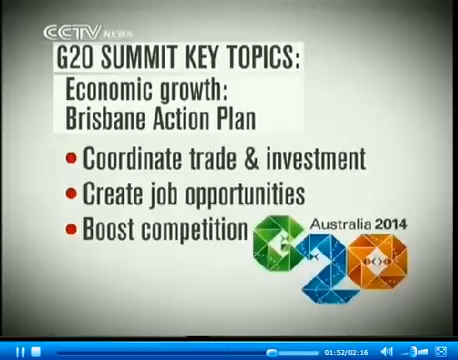 CCTV NEWS
G20 SUMMIT KEY TOPICS:
Economic growth:
Brisbane Action Plan
• Coordinate trade & investment
• Create job opportunities
• Boost competition
Australia 2014
G20
01:52/02:16